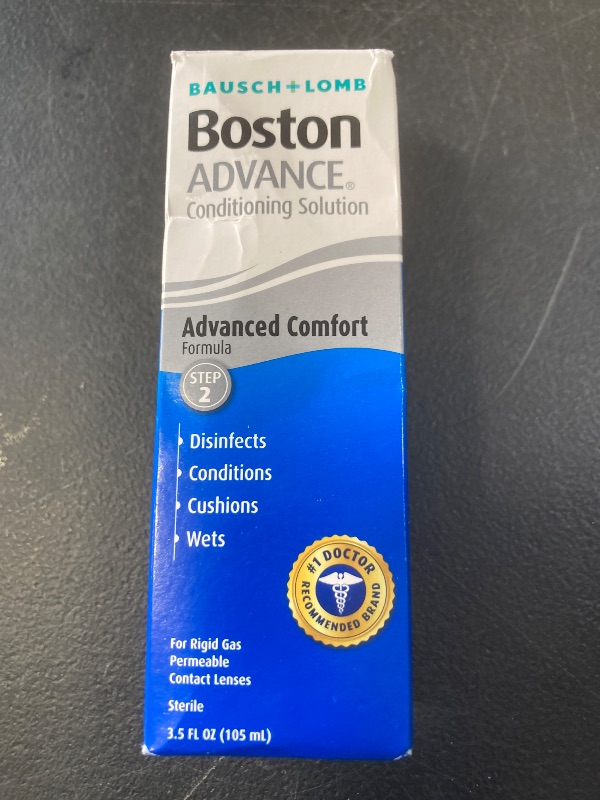 BAUSCH + LOMB
Boston
ADVANCE®
Conditioning Solution
Advanced Comfort
Formula
STEP
2
Disinfects
Conditions
Cushions
Wets
#1 DOCTOR
RECOMMENDED BRAND
For Rigid Gas
Permeable
Contact Lenses
Sterile
3.5 FL OZ (105 mL)